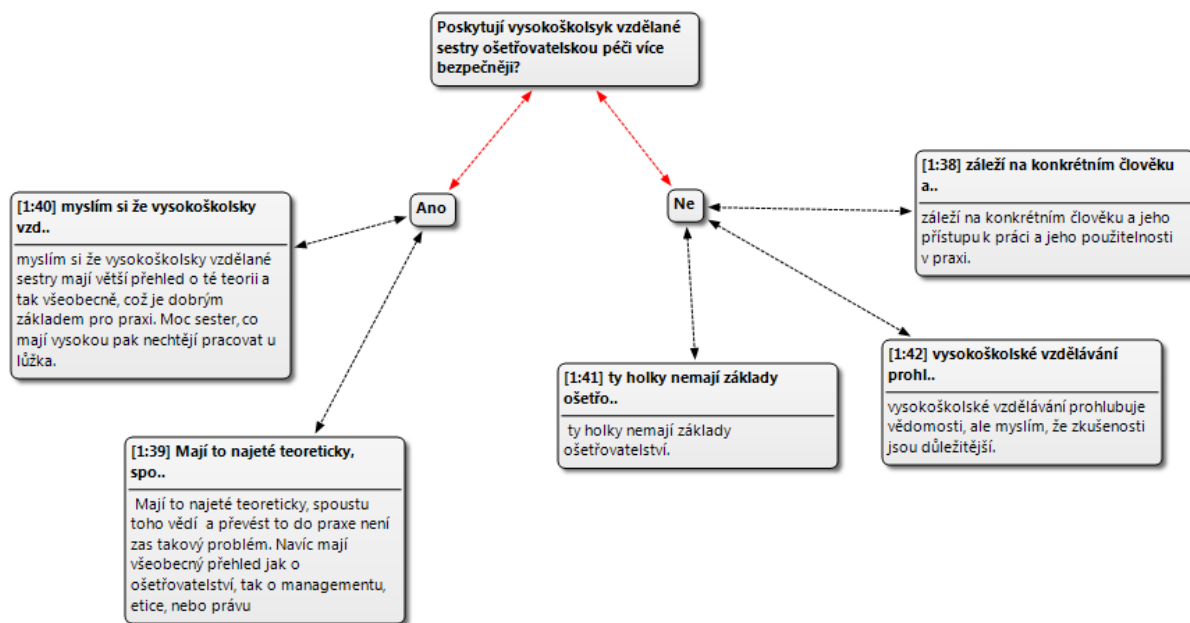 Poskytují vysokoškolsyk vzdělané
sestry ošetřovatelskou péči více
bezpečněji?
Ano
Ne
[1:40] myslím si že vysokoškolsky
vzd..
myslím si že vysokoškolsky vzdělané
sestry mají větší přehled o té teorii a
tak všeobecně, což je dobrým
základem pro praxi. Moc sester, co
mají vysokou pak nechtějí pracovat u
lůžka.
[1:39] Mají to najeté teoreticky,
spo..
Mají to najeté teoreticky, spoustu
toho vědí a převést to do praxe není
zas takový problém. Navíc mají
všeobecný přehled jak o
ošetřovatelství, tak o managementu,
etice, nebo právu
[1:41] ty holky nemají základy
ošetřo..
ty holky nemají základy
ošetřovatelství.
[1:38] záleží na konkrétním člověku
a..
záleží na konkrétním člověku a jeho
přístupu k práci a jeho použitelnosti
v praxi.
[1:42] vysokoškolské vzdělávání
prohl..
vysokoškolské vzdělávání prohlubuje
vědomosti, ale myslím, že zkušenosti
jsou důležitější.